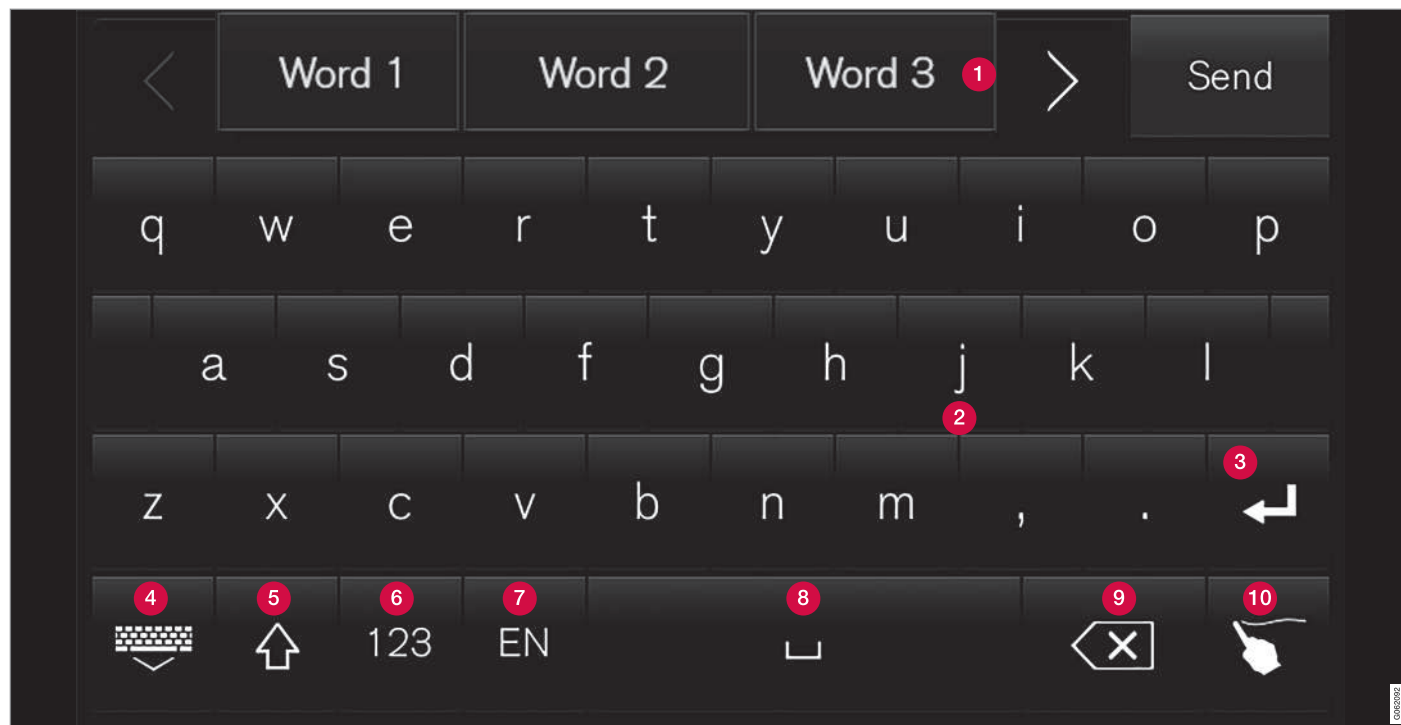 Word 1 Word 2 Word 3 1 Send
q w e r t y u i o p
a s d f g h j k l
2
3
z x c v b n m , .
4 5 6 7 8 9 10
123 EN
G062092